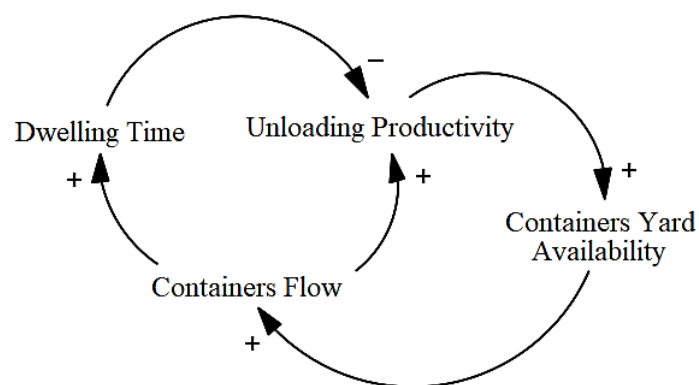 −
Dwelling Time
Unloading Productivity
+
+
+
Containers Yard
Availability
Containers Flow
+